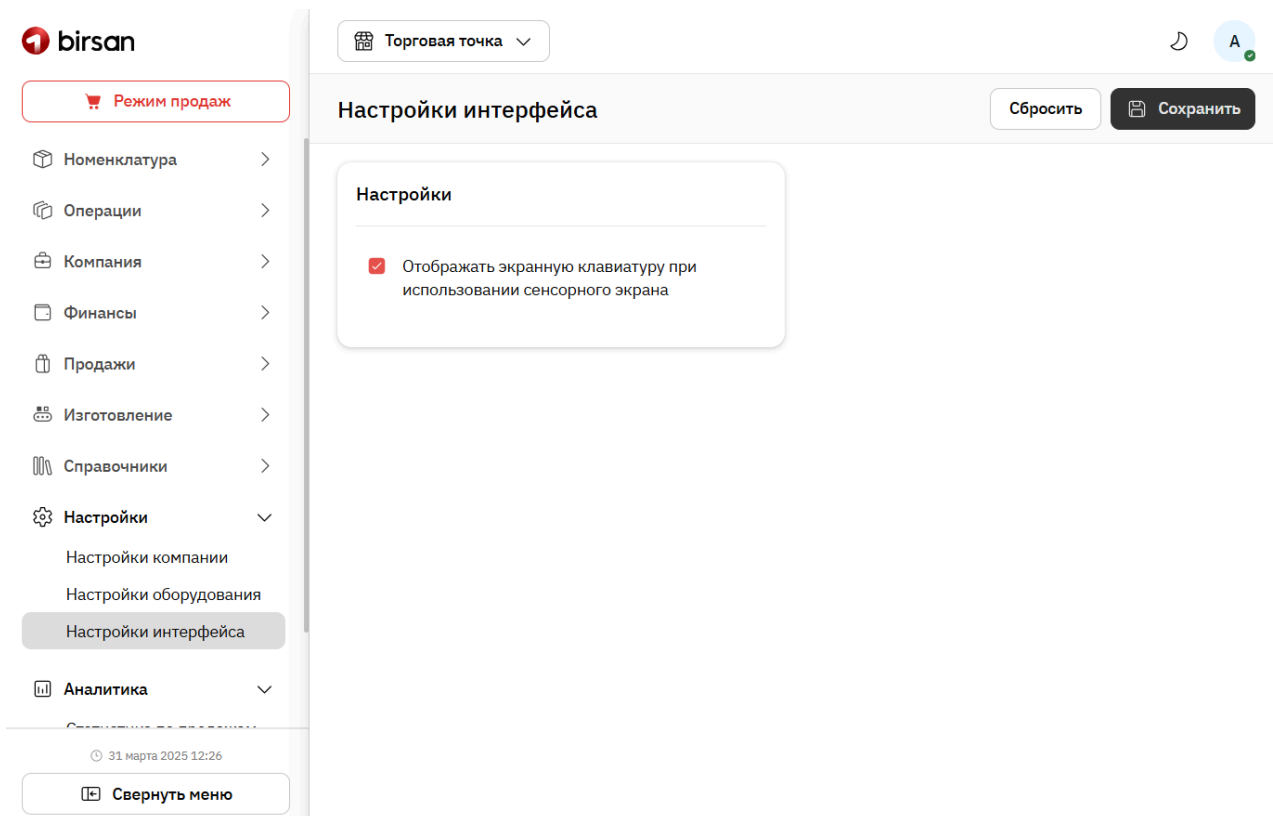 birsan
Торговая точка
А
Режим продаж
Настройки интерфейса
Сбросить
Сохранить
Номенклатура
Операции
Компания
Финансы
Продажи
Изготовление
Справочники
Настройки
Настройки компании
Настройки оборудования
Настройки интерфейса
Аналитика
31 марта 2025 12:26
Свернуть меню
Настройки
Отображать экранную клавиатуру при
использовании сенсорного экрана